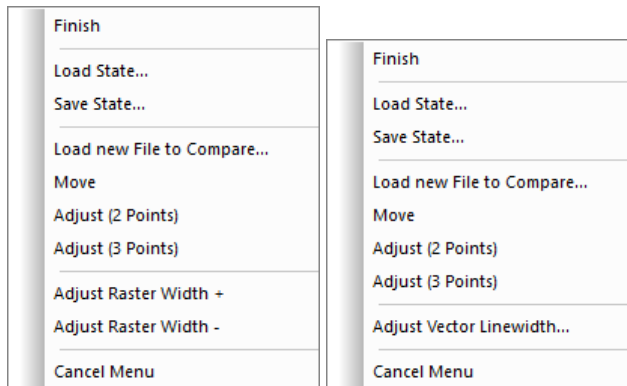 Finish
Load State...
Save State...
Load new File to Compare...
Move
Adjust (2 Points)
Adjust (3 Points)
Adjust Raster Width +
Adjust Raster Width -
Cancel Menu
Finish
Load State...
Save State...
Load new File to Compare...
Move
Adjust (2 Points)
Adjust (3 Points)
Adjust Vector Linewidth...
Cancel Menu